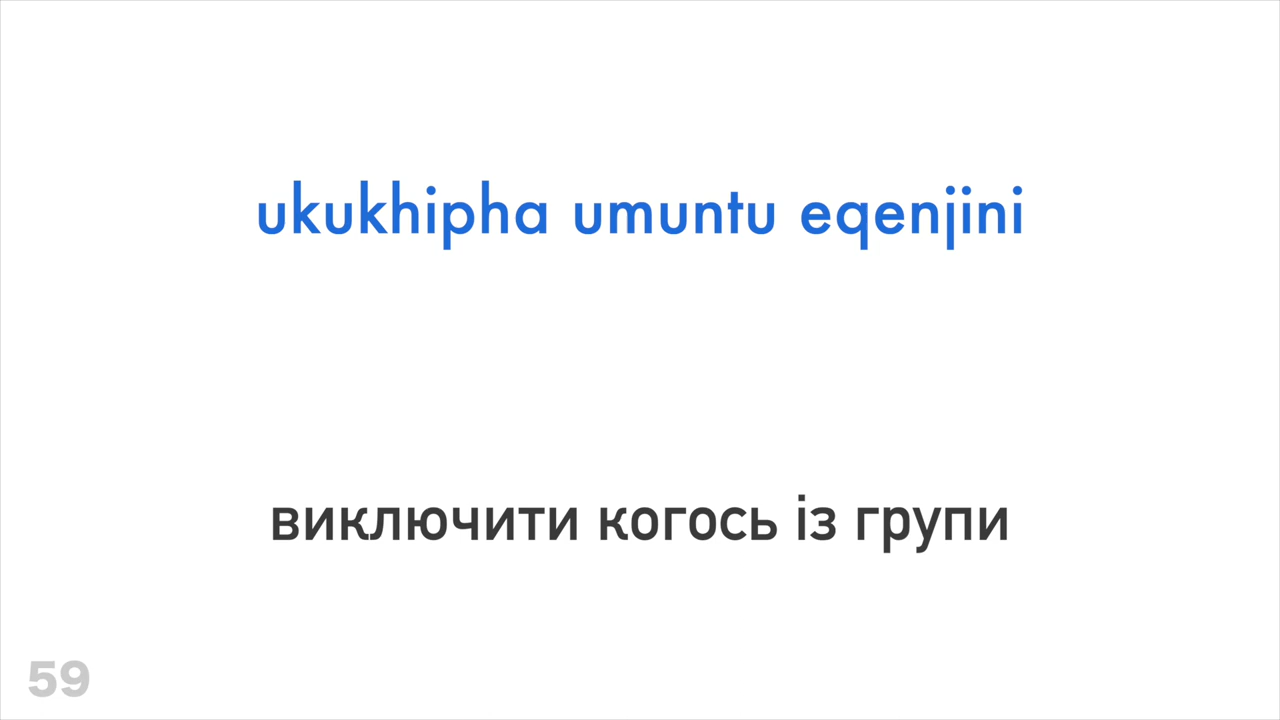 ukukhipha umuntu eqenjini
виключити когось із групи
59